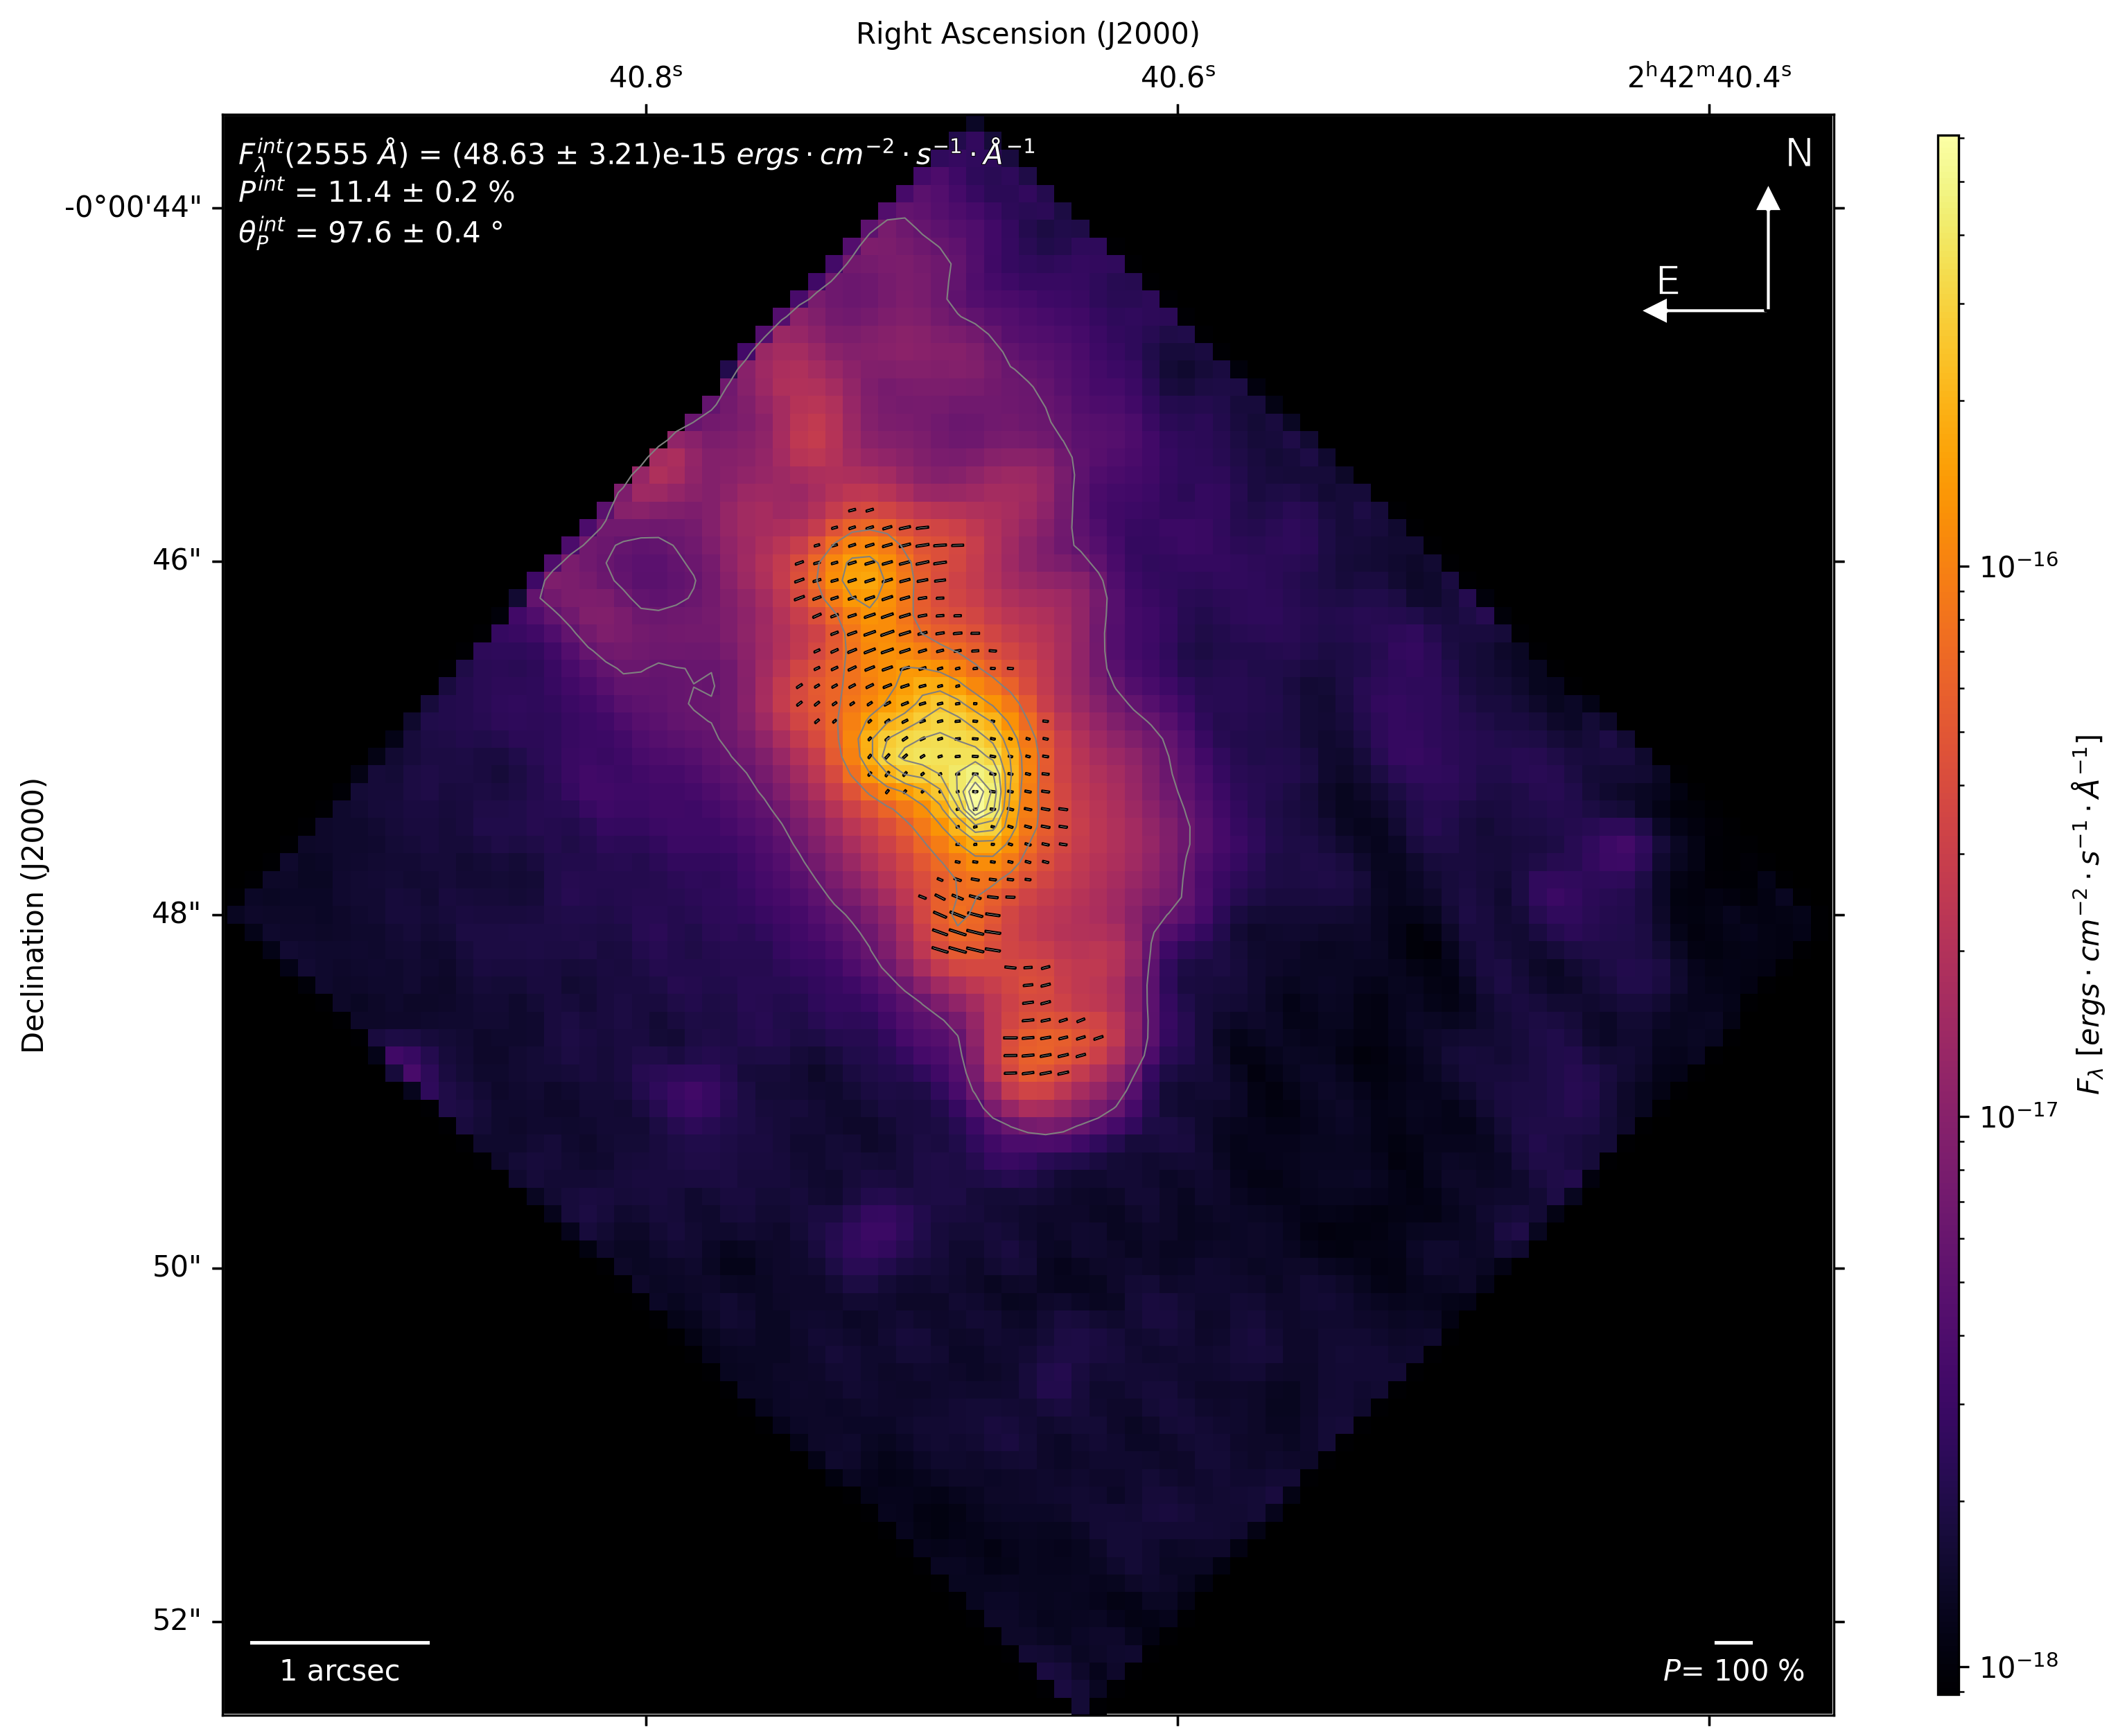 Right Ascension (J2000)
40.8ˢ 40.6ˢ 2ʰ42ᵐ40.4ˢ
F_λ^int(2555 Å) = (48.63 ± 3.21)e-15 ergs · cm⁻² · s⁻¹ · Å⁻¹
P^int = 11.4 ± 0.2 %
θ_P^int = 97.6 ± 0.4 °
N
E
-0°00'44"
46"
48"
50"
52"
Declination (J2000)
1 arcsec
P= 100 %
10⁻¹⁶
10⁻¹⁷
10⁻¹⁸
F_λ [ergs · cm⁻² · s⁻¹ · Å⁻¹]